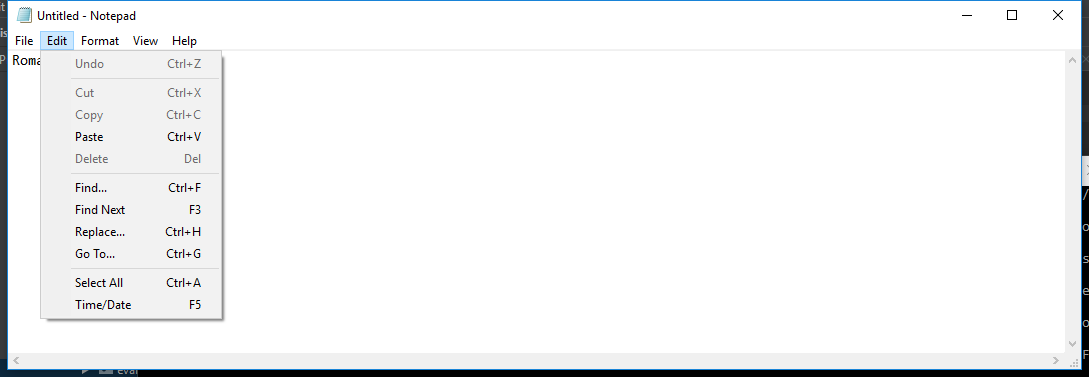 Untitled - Notepad
File Edit Format View Help
Roma
Undo Ctrl+Z
Cut Ctrl+X
Copy Ctrl+C
Paste Ctrl+V
Delete Del
Find... Ctrl+F
Find Next F3
Replace... Ctrl+H
Go To... Ctrl+G
Select All Ctrl+A
Time/Date F5
eval